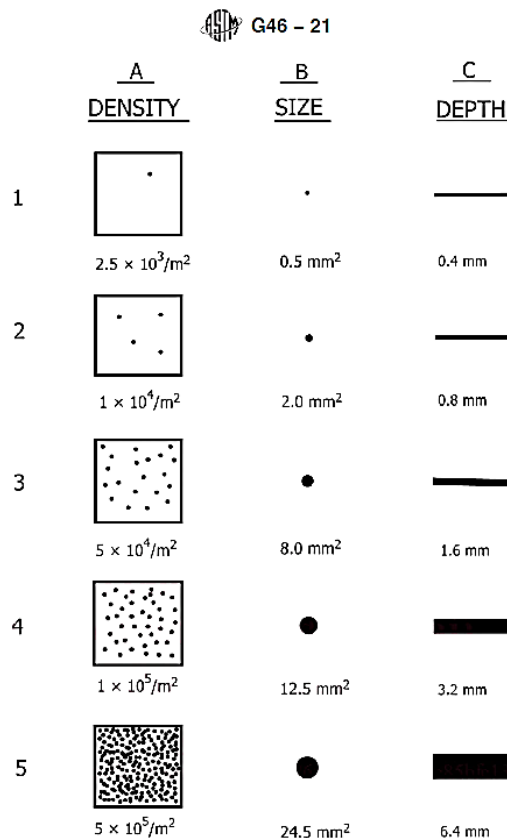 ASTM G46 – 21
A B C
DENSITY SIZE DEPTH
1
2.5 × 10³/m² 0.5 mm² 0.4 mm
2
1 × 10⁴/m² 2.0 mm² 0.8 mm
3
5 × 10⁴/m² 8.0 mm² 1.6 mm
4
1 × 10⁵/m² 12.5 mm² 3.2 mm
5
5 × 10⁵/m² 24.5 mm² 6.4 mm